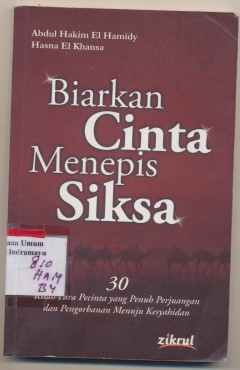 Abdul Hakim El Hamidy
Hasna El Khansa
Biarkan
Cinta
Menepis
Siksa
Umum
Indramayu
810
HAM
30
Kisah Para Pecinta yang Penuh Perjuangan
dan Pengorbanan Menuju Kesyahidan
zikrul